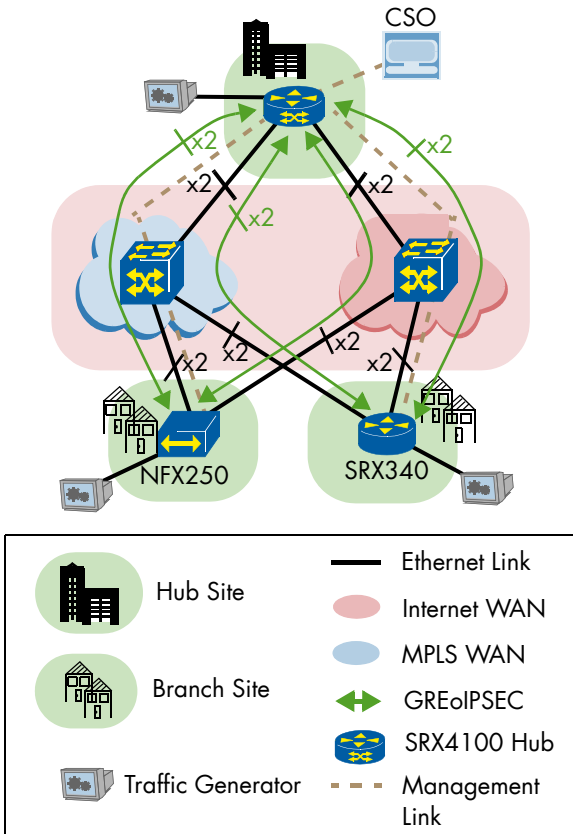 CSO
x2
x2
x2
x2
x2
x2
x2
x2
x2
NFX250
SRX340
Hub Site
Branch Site
Traffic Generator
Ethernet Link
Internet WAN
MPLS WAN
GREoIPSEC
SRX4100 Hub
Management
Link